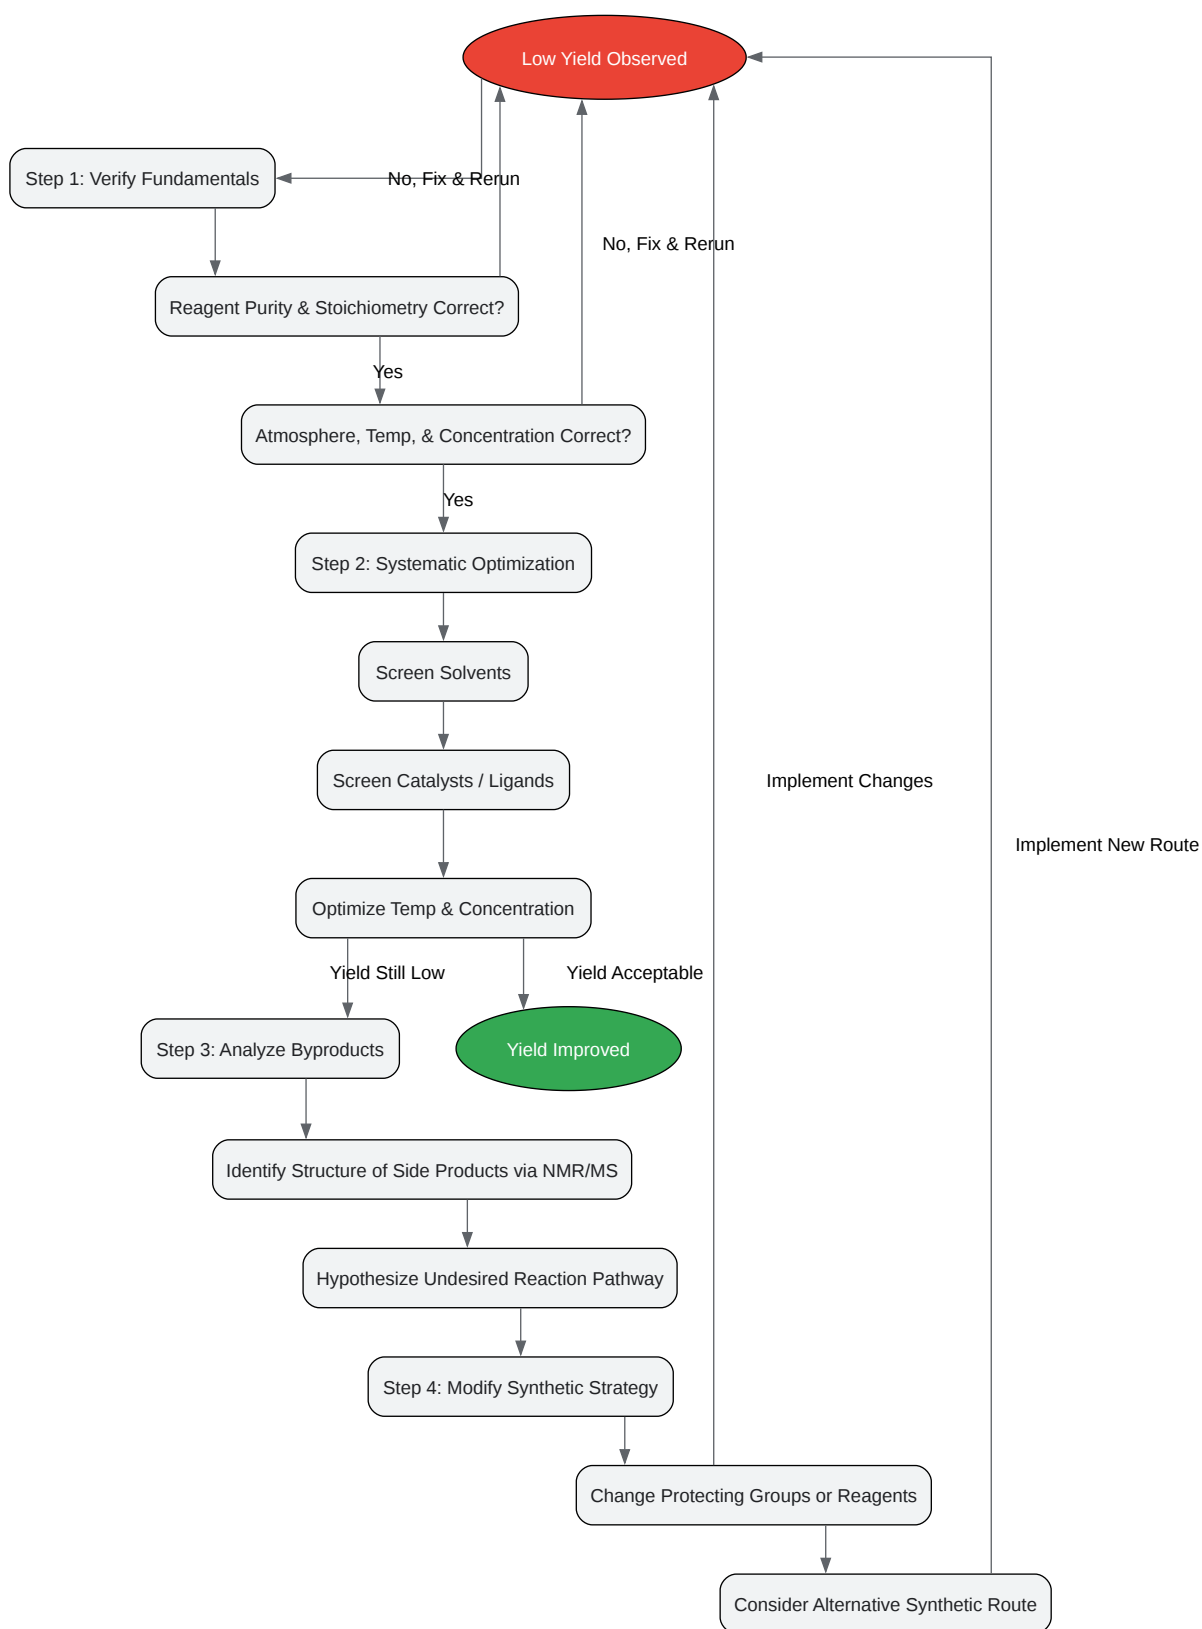 Low Yield Observed
Step 1: Verify Fundamentals
No, Fix & Rerun
No, Fix & Rerun
Reagent Purity & Stoichiometry Correct?
Yes
Atmosphere, Temp, & Concentration Correct?
Yes
Step 2: Systematic Optimization
Screen Solvents
Screen Catalysts / Ligands
Implement Changes
Implement New Route
Optimize Temp & Concentration
Yield Still Low
Yield Acceptable
Step 3: Analyze Byproducts
Yield Improved
Identify Structure of Side Products via NMR/MS
Hypothesize Undesired Reaction Pathway
Step 4: Modify Synthetic Strategy
Change Protecting Groups or Reagents
Consider Alternative Synthetic Route